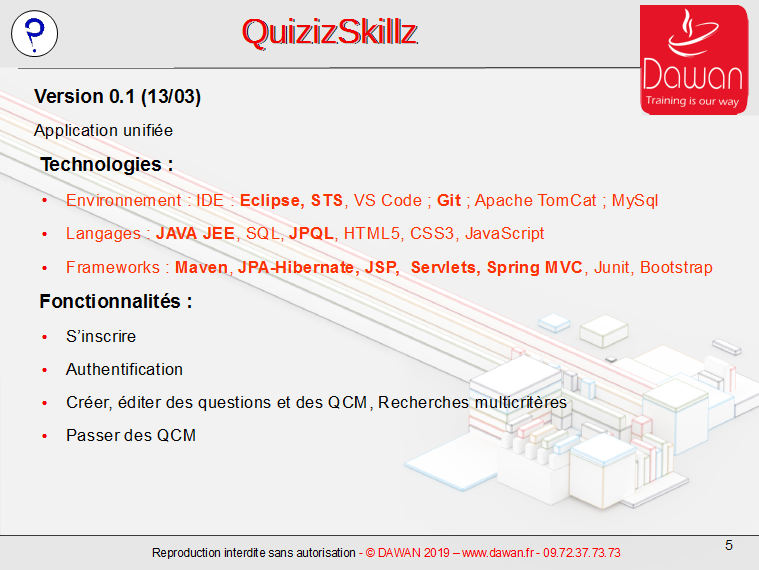 ?
QuizizSkillz
Dawan
Training is our way
Version 0.1 (13/03)
Application unifiée
Technologies :
• Environnement : IDE : Eclipse, STS, VS Code ; Git ; Apache TomCat ; MySql
• Langages : JAVA JEE, SQL, JPQL, HTML5, CSS3, JavaScript
• Frameworks : Maven, JPA-Hibernate, JSP, Servlets, Spring MVC, Junit, Bootstrap
Fonctionnalités :
• S’inscrire
• Authentification
• Créer, éditer des questions et des QCM, Recherches multicritères
• Passer des QCM
Reproduction interdite sans autorisation - © DAWAN 2019 – www.dawan.fr - 09.72.37.73.73
5